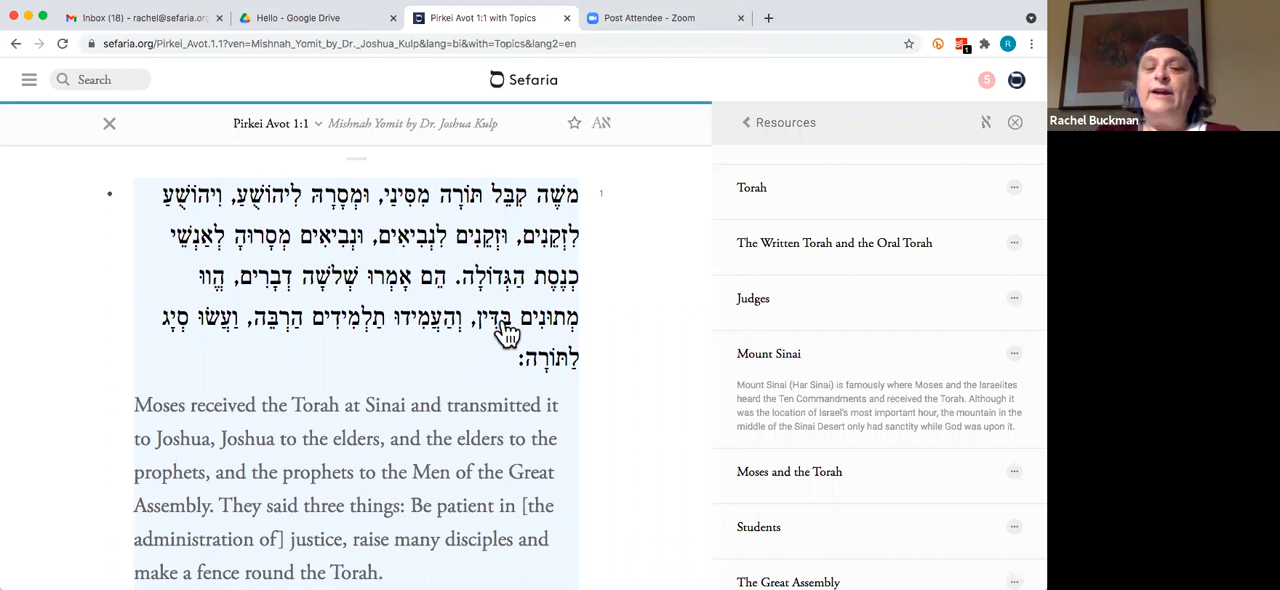 Inbox (18) - rachel@sefaria.org
Hello - Google Drive
Pirkei Avot 1:1 with Topics
Post Attendee - Zoom
sefaria.org/Pirkei_Avot.1.1?ven=Mishnah_Yomit_by_Dr._Joshua_Kulp&lang=bi&with=Topics&lang2=en
1
R
Search
Sefaria
5
Pirkei Avot 1:1 Mishnah Yomit by Dr. Joshua Kulp
Aא
Resources
א
1
מֹשֶׁה קִבֵּל תּוֹרָה מִסִּינַי, וּמְסָרָהּ לִיהוֹשֻׁעַ, וִיהוֹשֻׁעַ
לִזְקֵנִים, וּזְקֵנִים לִנְבִיאִים, וּנְבִיאִים מְסָרוּהָ לְאַנְשֵׁי
כְנֶסֶת הַגְּדוֹלָה. הֵם אָמְרוּ שְׁלֹשָׁה דְבָרִים, הֱווּ
מְתוּנִים בַּדִּין, וְהַעֲמִידוּ תַלְמִידִים הַרְבֵּה, וַעֲשׂוּ סְיָג
לַתּוֹרָה:
Moses received the Torah at Sinai and transmitted it
to Joshua, Joshua to the elders, and the elders to the
prophets, and the prophets to the Men of the Great
Assembly. They said three things: Be patient in [the
administration of] justice, raise many disciples and
make a fence round the Torah.
Torah
The Written Torah and the Oral Torah
Judges
Mount Sinai
Mount Sinai (Har Sinai) is famously where Moses and the Israelites
heard the Ten Commandments and received the Torah. Although it
was the location of Israel's most important hour, the mountain in the
middle of the Sinai Desert only had sanctity while God was upon it.
Moses and the Torah
Students
The Great Assembly
Rachel Buckman